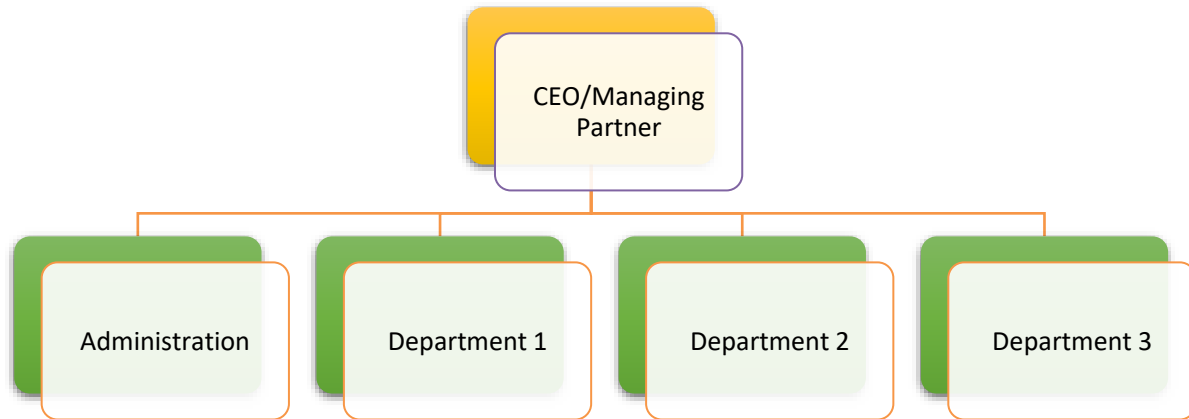 CEO/Managing
Partner
Administration
Department 1
Department 2
Department 3